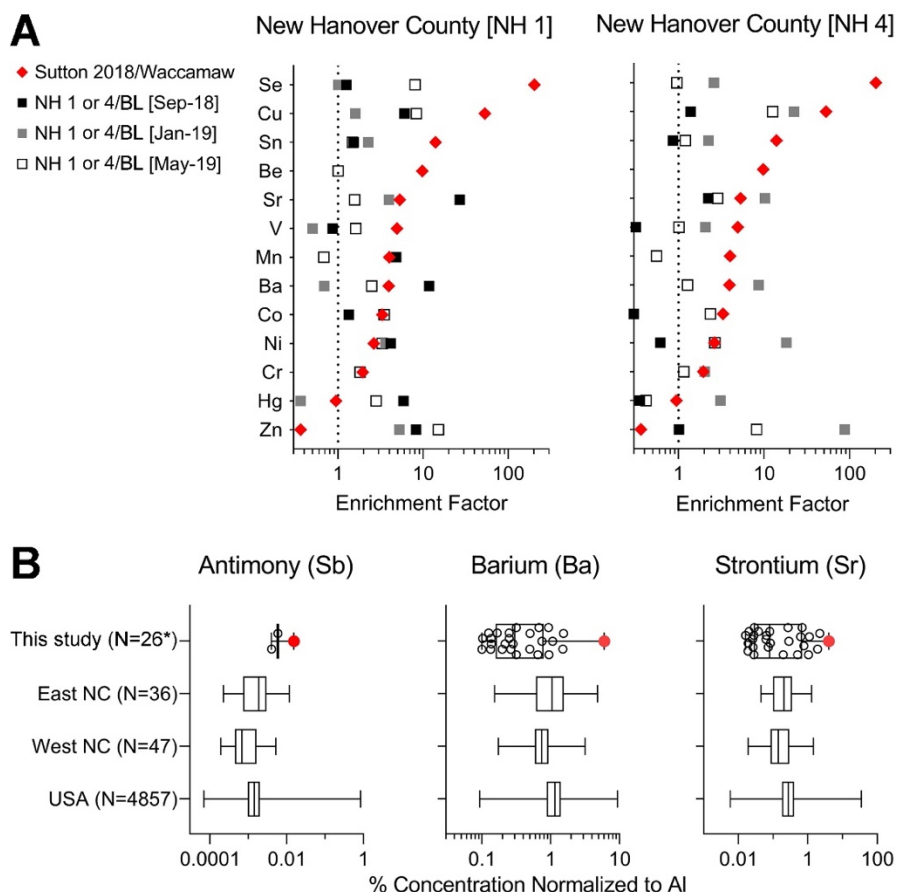 A
New Hanover County [NH 1]
New Hanover County [NH 4]
Sutton 2018/Waccamaw
NH 1 or 4/BL [Sep-18]
NH 1 or 4/BL [Jan-19]
NH 1 or 4/BL [May-19]
Se
Cu
Sn
Be
Sr
V
Mn
Ba
Co
Ni
Cr
Hg
Zn
1 10 100
1 10 100
Enrichment Factor
Enrichment Factor
B
Antimony (Sb)
Barium (Ba)
Strontium (Sr)
This study (N=26*)
East NC (N=36)
West NC (N=47)
USA (N=4857)
0.0001 0.01 1
0.1 1 10
0.01 1 100
% Concentration Normalized to Al